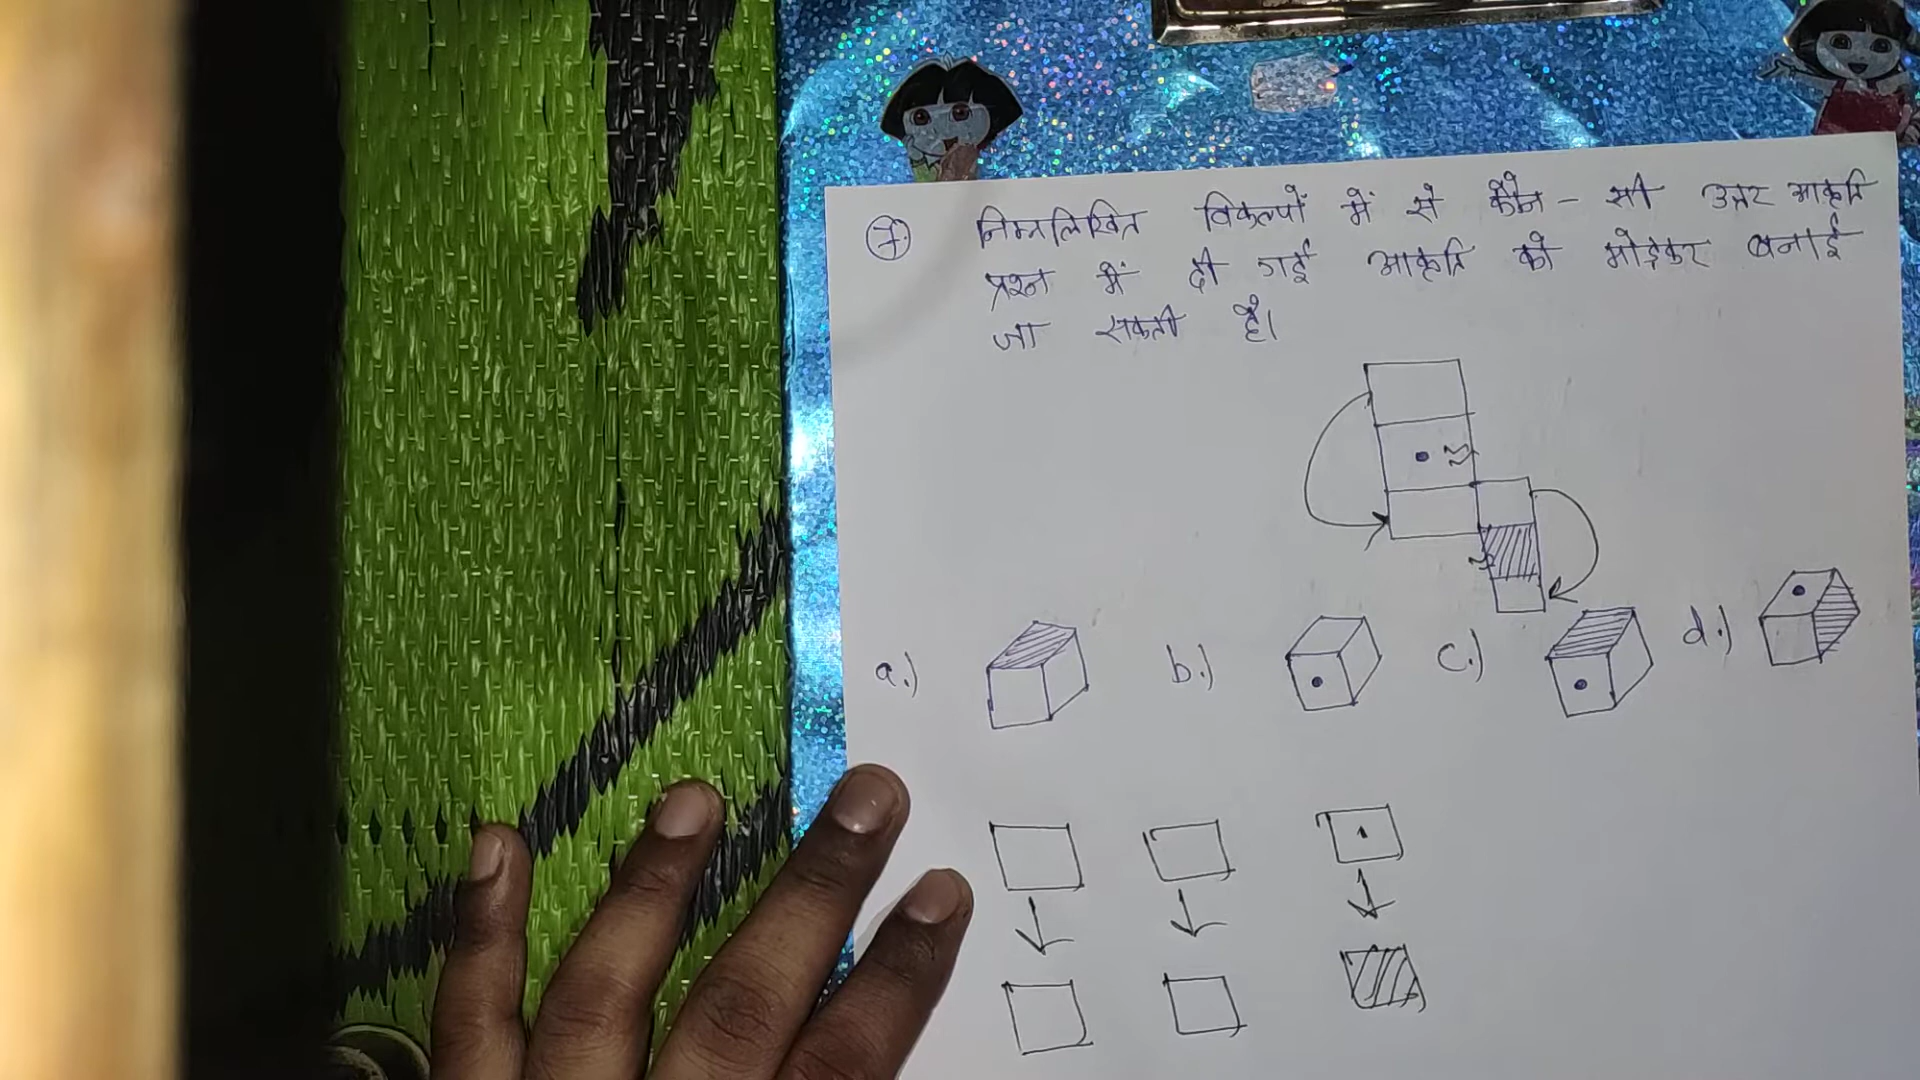 7.
निम्नलिखित विकल्पों में से कौन - सी उत्तर आकृति
प्रश्न में दी गई आकृति को मोड़कर बनाई
जा सकती है।
a.) b.) c.) d.)